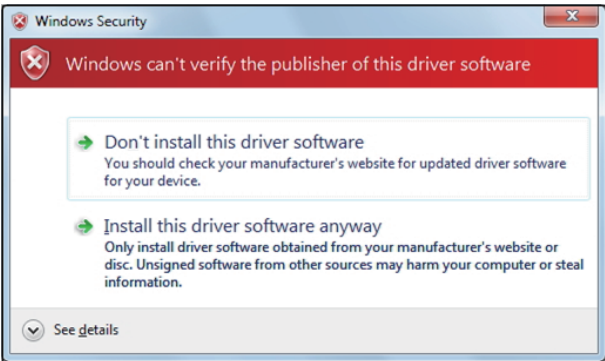 Windows Security
Windows can't verify the publisher of this driver software
Don't install this driver software
You should check your manufacturer's website for updated driver software
for your device.
Install this driver software anyway
Only install driver software obtained from your manufacturer's website or
disc. Unsigned software from other sources may harm your computer or steal
information.
See details